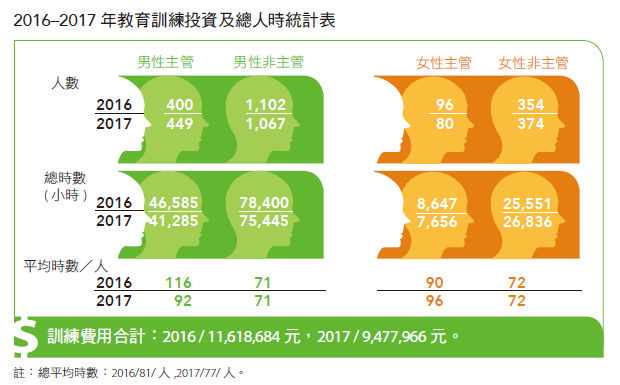 2016–2017 年教育訓練投資及總人時統計表
男性主管 男性非主管 女性主管 女性非主管
人數
2016 400 1,102 96 354
2017 449 1,067 80 374
總時數
(小時)
2016 46,585 78,400 8,647 25,551
2017 41,285 75,445 7,656 26,836
平均時數／人
2016 116 71 90 72
2017 92 71 96 72
$ 訓練費用合計：2016 / 11,618,684 元，2017 / 9,477,966 元。
註：總平均時數：2016/81/ 人 ,2017/77/ 人。